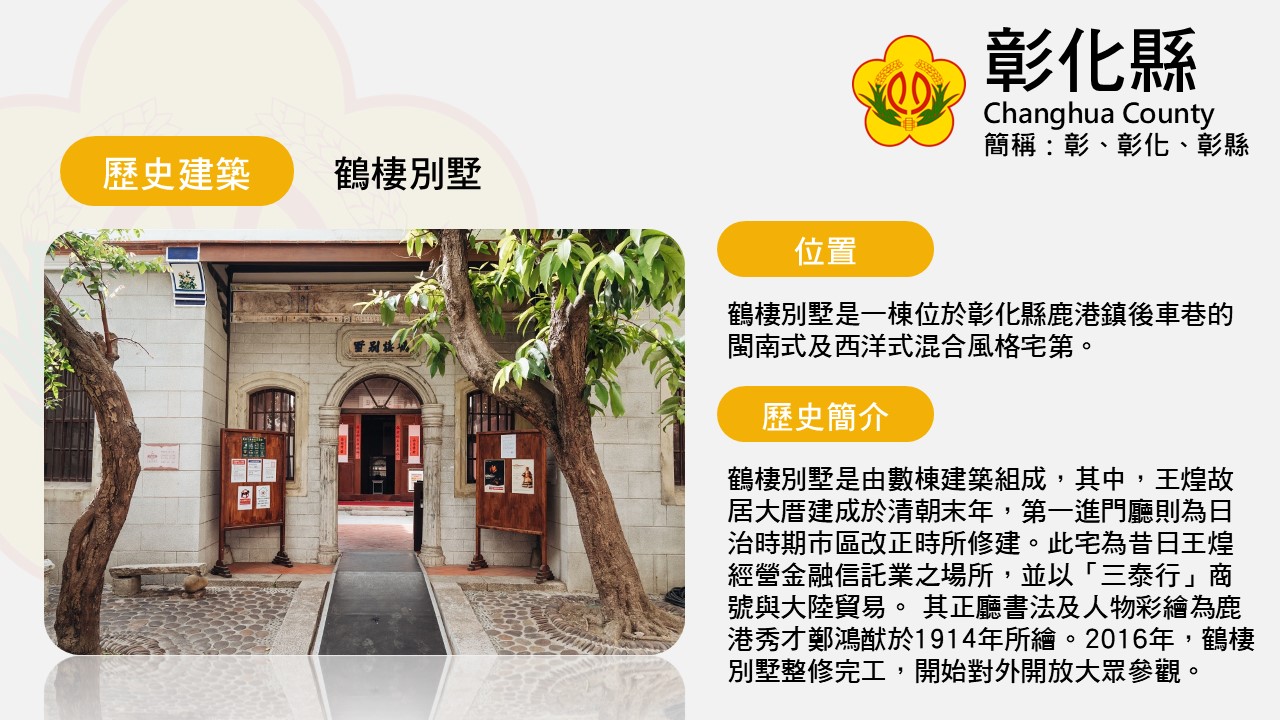 彰化縣
Changhua County
簡稱：彰、彰化、彰縣
歷史建築
鶴棲別墅
位置
鶴棲別墅是一棟位於彰化縣鹿港鎮後車巷的
閩南式及西洋式混合風格宅第。
歷史簡介
鶴棲別墅是由數棟建築組成，其中，王煌故
居大厝建成於清朝末年，第一進門廳則為日
治時期市區改正時所修建。此宅為昔日王煌
經營金融信託業之場所，並以「三泰行」商
號與大陸貿易。 其正廳書法及人物彩繪為鹿
港秀才鄭鴻猷於1914年所繪。2016年，鶴棲
別墅整修完工，開始對外開放大眾參觀。